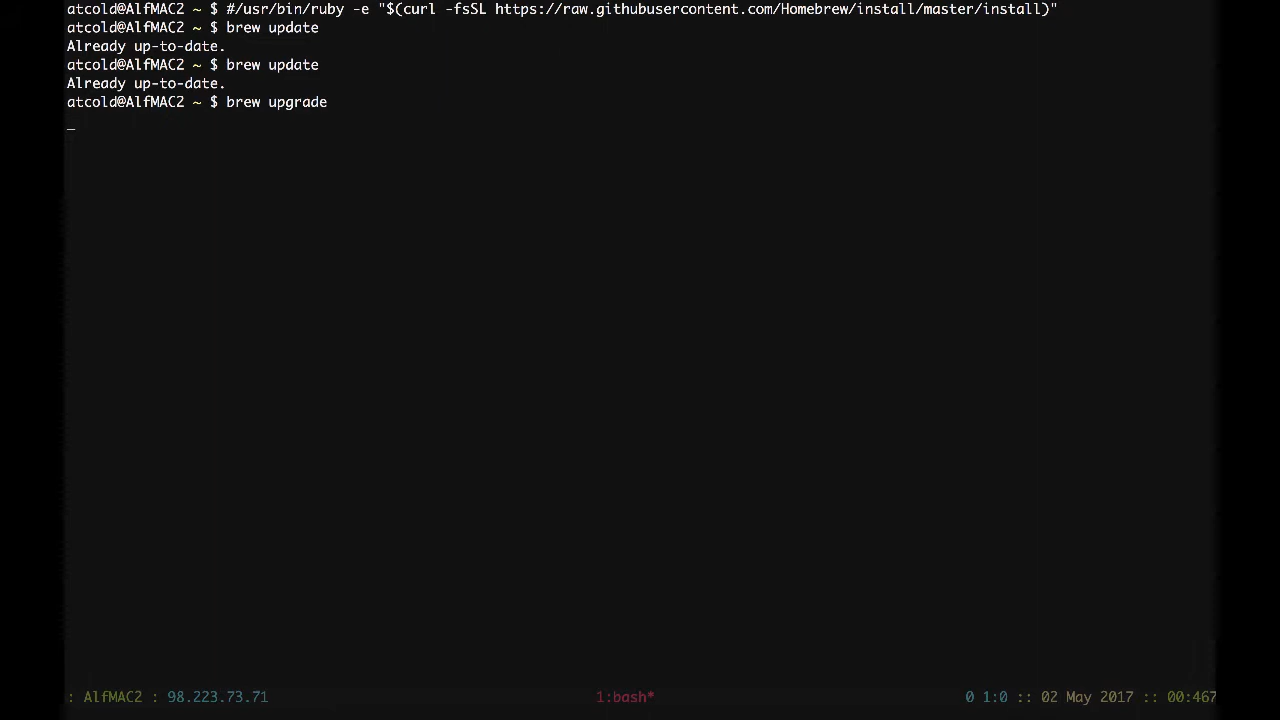 atcold@AlfMAC2 ~ $ #/usr/bin/ruby -e "$(curl -fsSL https://raw.githubusercontent.com/Homebrew/install/master/install)"
atcold@AlfMAC2 ~ $ brew update
Already up-to-date.
atcold@AlfMAC2 ~ $ brew update
Already up-to-date.
atcold@AlfMAC2 ~ $ brew upgrade
: AlfMAC2 : 98.223.73.71 1:bash* 0 1:0 :: 02 May 2017 :: 00:467